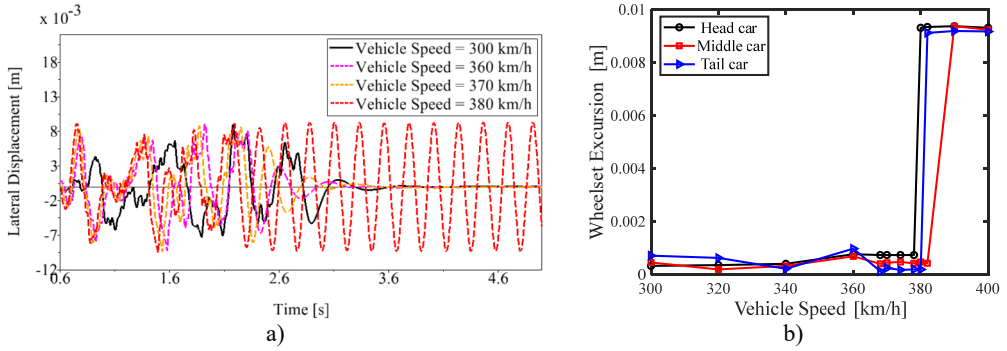 a)
x 10⁻³
Lateral Displacement [m]
18
13
8
3
-2
-7
-12
Vehicle Speed = 300 km/h
Vehicle Speed = 360 km/h
Vehicle Speed = 370 km/h
Vehicle Speed = 380 km/h
0.6 1.6 2.6 3.6 4.6
Time [s]
a)
Wheelset Excursion [m]
0.01
0.008
0.006
0.004
0.002
0
Head car
Middle car
Tail car
300 320 340 360 380 400
Vehicle Speed [km/h]
b)